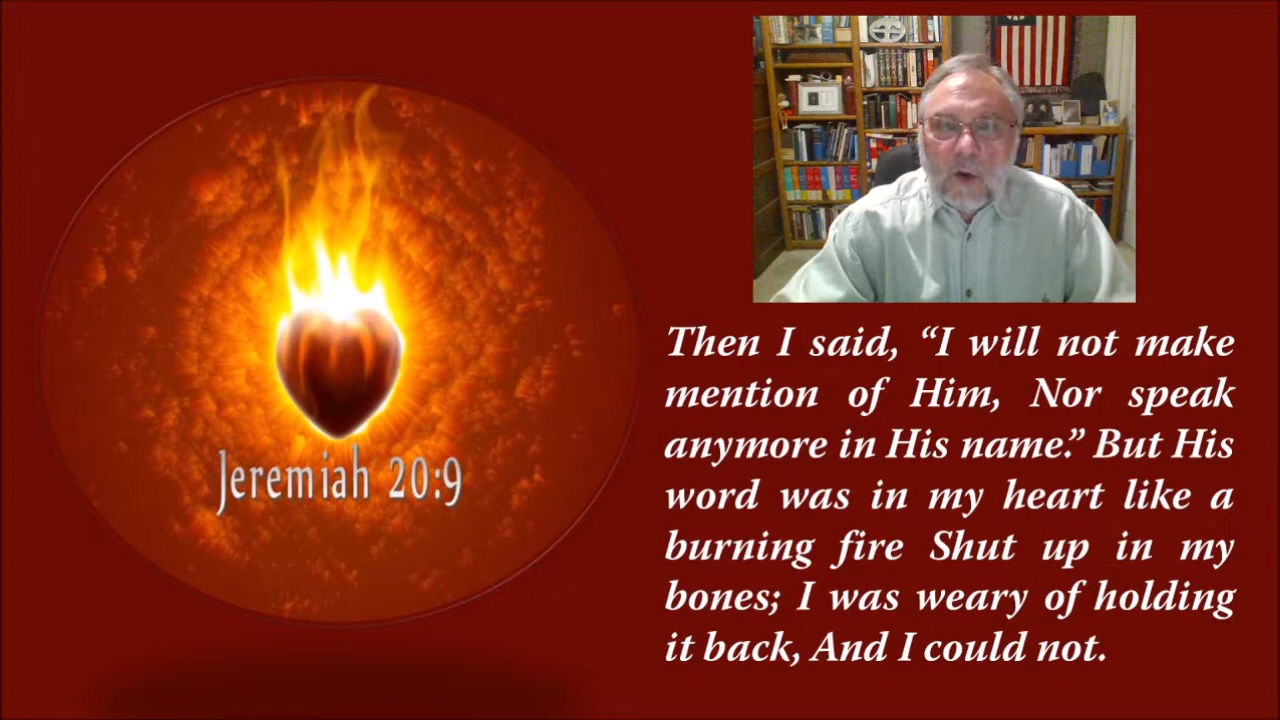 Jeremiah 20:9
Then I said, “I will not make
mention of Him, Nor speak
anymore in His name.” But His
word was in my heart like a
burning fire Shut up in my
bones; I was weary of holding
it back, And I could not.